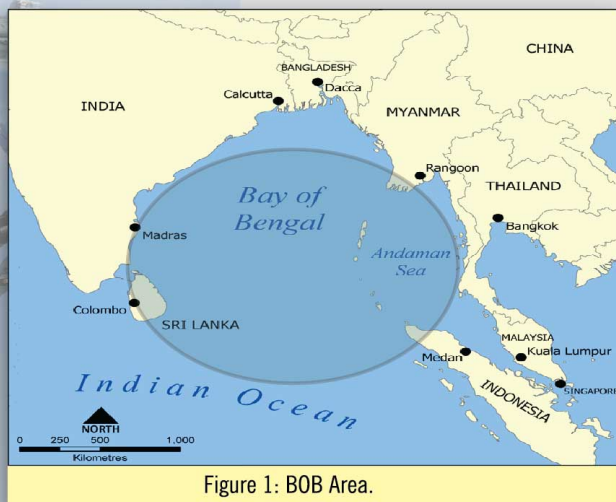 CHINA
BANGLADESH
Dacca
Calcutta
INDIA
MYANMAR
Rangoon
Bay of
Bengal
THAILAND
Bangkok
Madras
Andaman
Sea
Colombo
SRI LANKA
MALAYSIA
Kuala Lumpur
Medan
SINGAPORE
INDONESIA
Indian Ocean
NORTH
0 250 500 1,000
Kilometres
Figure 1: BOB Area.